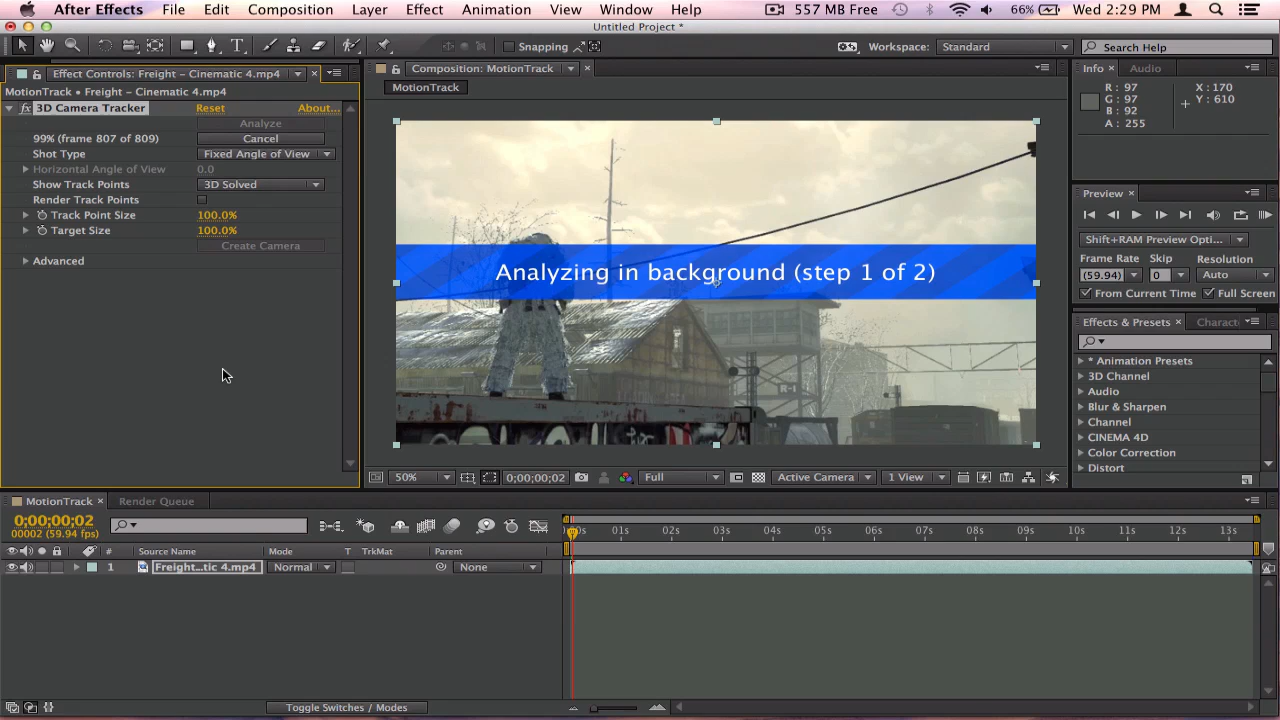 After Effects File Edit Composition Layer Effect Animation View Window Help 557 MB Free 66% Wed 2:29 PM
Untitled Project *
Snapping Workspace: Standard Search Help
Effect Controls: Freight – Cinematic 4.mp4
MotionTrack • Freight – Cinematic 4.mp4
fx 3D Camera Tracker Reset About...
Analyze
99% (frame 807 of 809) Cancel
Shot Type Fixed Angle of View
Horizontal Angle of View 0.0
Show Track Points 3D Solved
Render Track Points
Track Point Size 100.0%
Target Size 100.0%
Create Camera
Advanced
Composition: MotionTrack
MotionTrack
Analyzing in background (step 1 of 2)
R-1
50% 0;00;00;02 Full Active Camera 1 View
Info Audio
R : 97 X : 170
G : 97 Y : 610
B : 92
A : 255
Preview
Shift+RAM Preview Opti...
Frame Rate Skip Resolution
(59.94) 0 Auto
From Current Time Full Screen
Effects & Presets Charact
* Animation Presets
3D Channel
Audio
Blur & Sharpen
Channel
CINEMA 4D
Color Correction
Distort
MotionTrack Render Queue
0;00;00;02
00002 (59.94 fps)
0s 01s 02s 03s 04s 05s 06s 07s 08s 09s 10s 11s 12s 13s
# Source Name Mode T TrkMat Parent
1 Freight...tic 4.mp4 Normal None
Toggle Switches / Modes